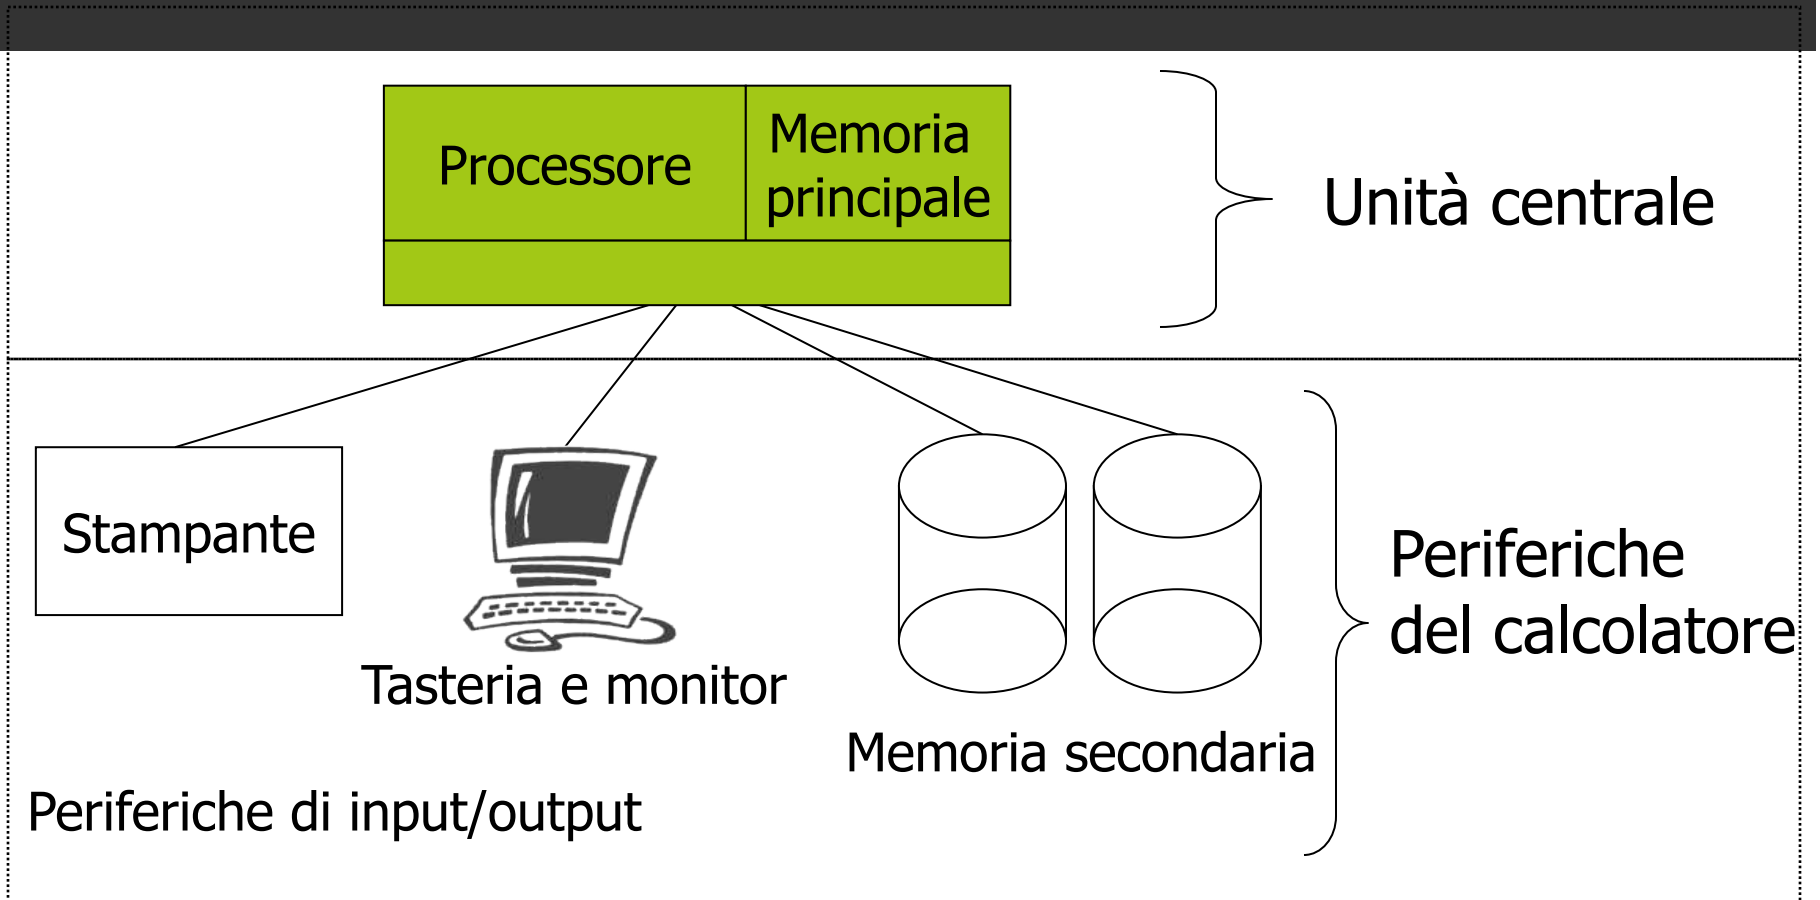 Processore
Memoria
principale
Unità centrale
Stampante
Tasteria e monitor
Memoria secondaria
Periferiche
del calcolatore
Periferiche di input/output